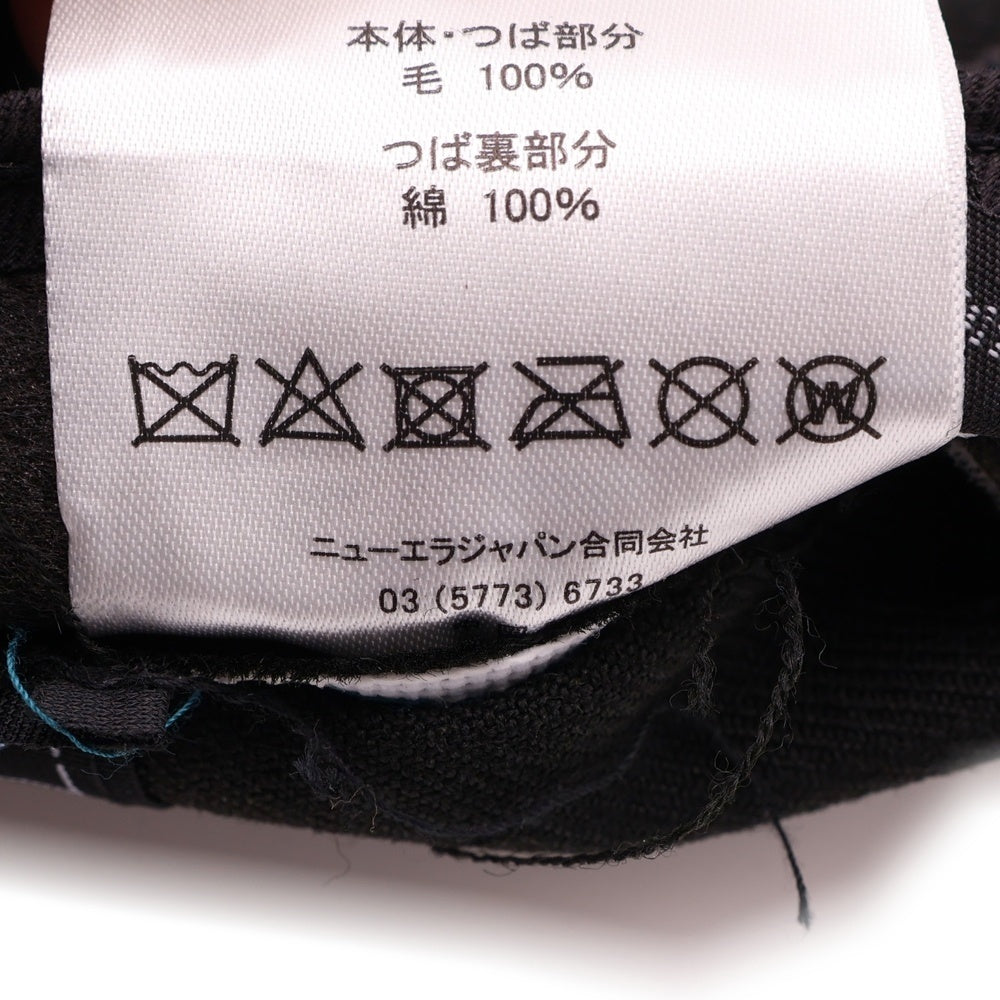 本体・つば部分
毛 100%
つば裏部分
綿 100%
W
ニューエラジャパン合同会社
03 (5773) 6733